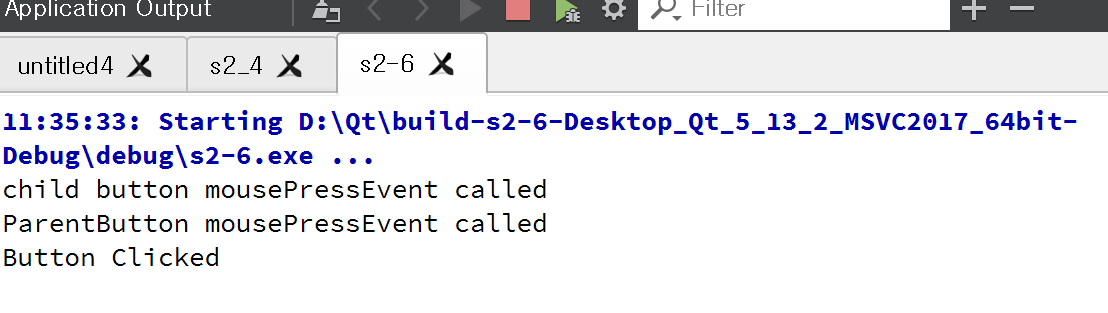 Application Output
Filter
untitled4
s2_4
s2-6
11:35:33: Starting D:\Qt\build-s2-6-Desktop_Qt_5_13_2_MSVC2017_64bit-
Debug\debug\s2-6.exe ...
child button mousePressEvent called
ParentButton mousePressEvent called
Button Clicked